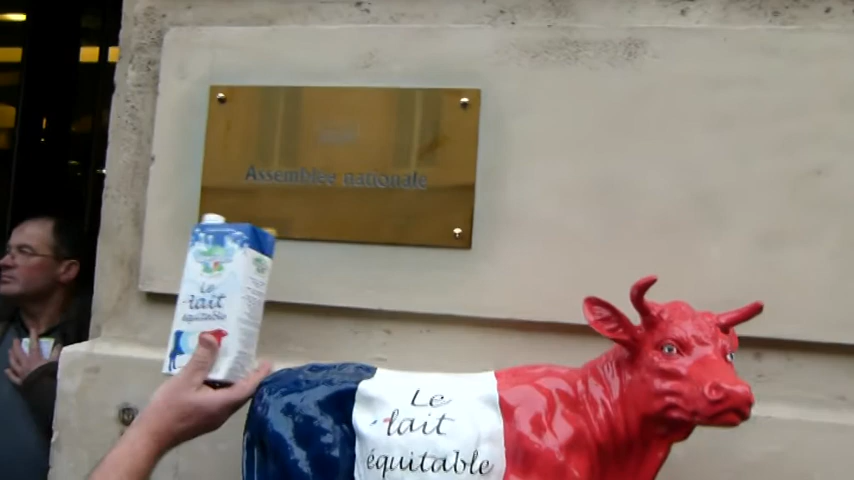 Assemblée nationale
Le
lait
équitable
Le
lait
équitable